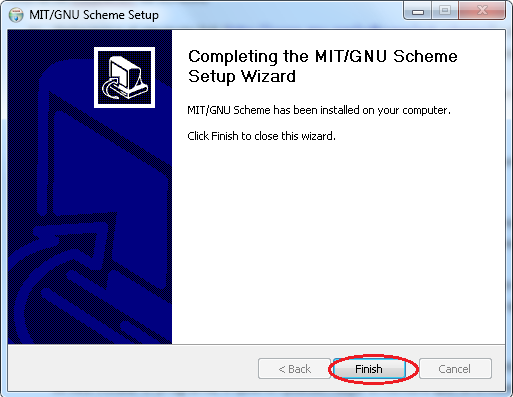 MIT/GNU Scheme Setup
Completing the MIT/GNU Scheme
Setup Wizard
MIT/GNU Scheme has been installed on your computer.
Click Finish to close this wizard.
< Back
Finish
Cancel